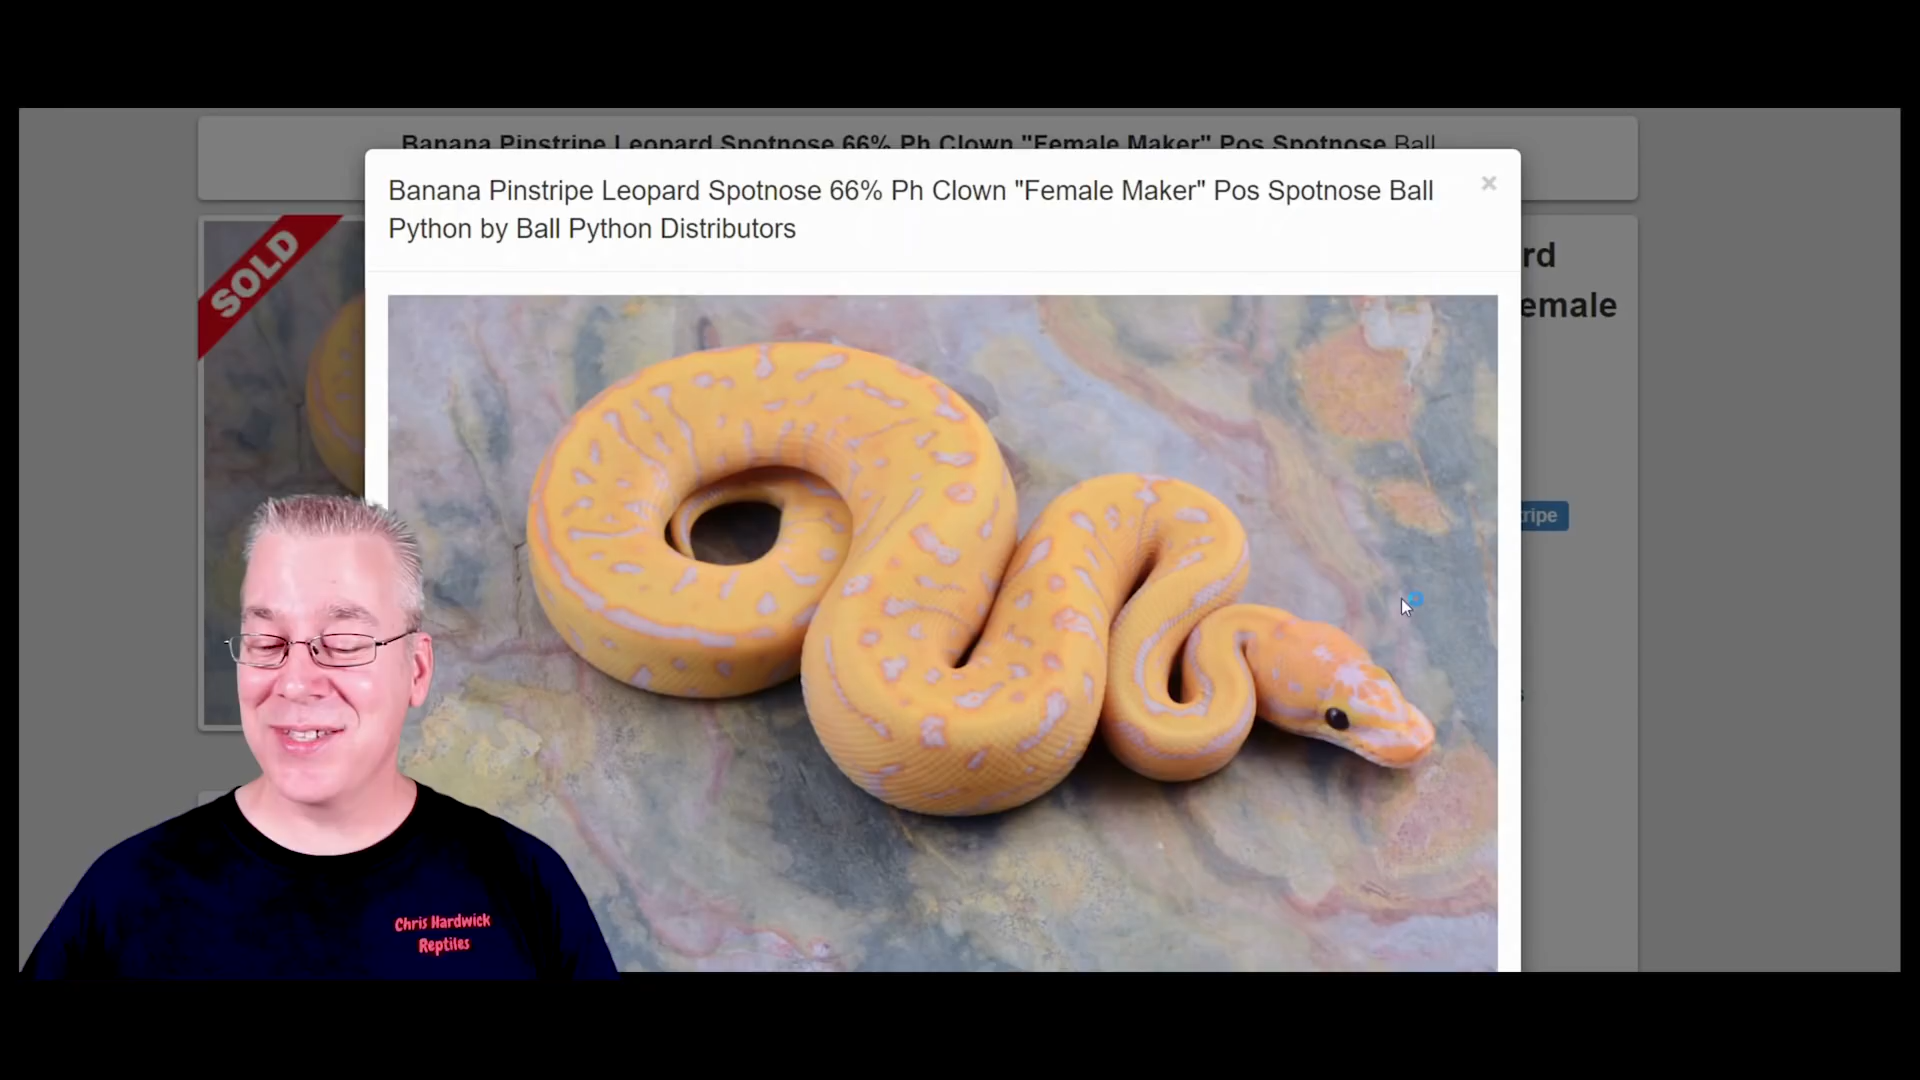 Banana Pinstripe Leopard Spotnose 66% Ph Clown "Female Maker" Pos Spotnose Ball
Banana Pinstripe Leopard Spotnose 66% Ph Clown "Female Maker" Pos Spotnose Ball
Python by Ball Python Distributors
×
SOLD
rd
emale
ripe
Chris Hardwick
Reptiles